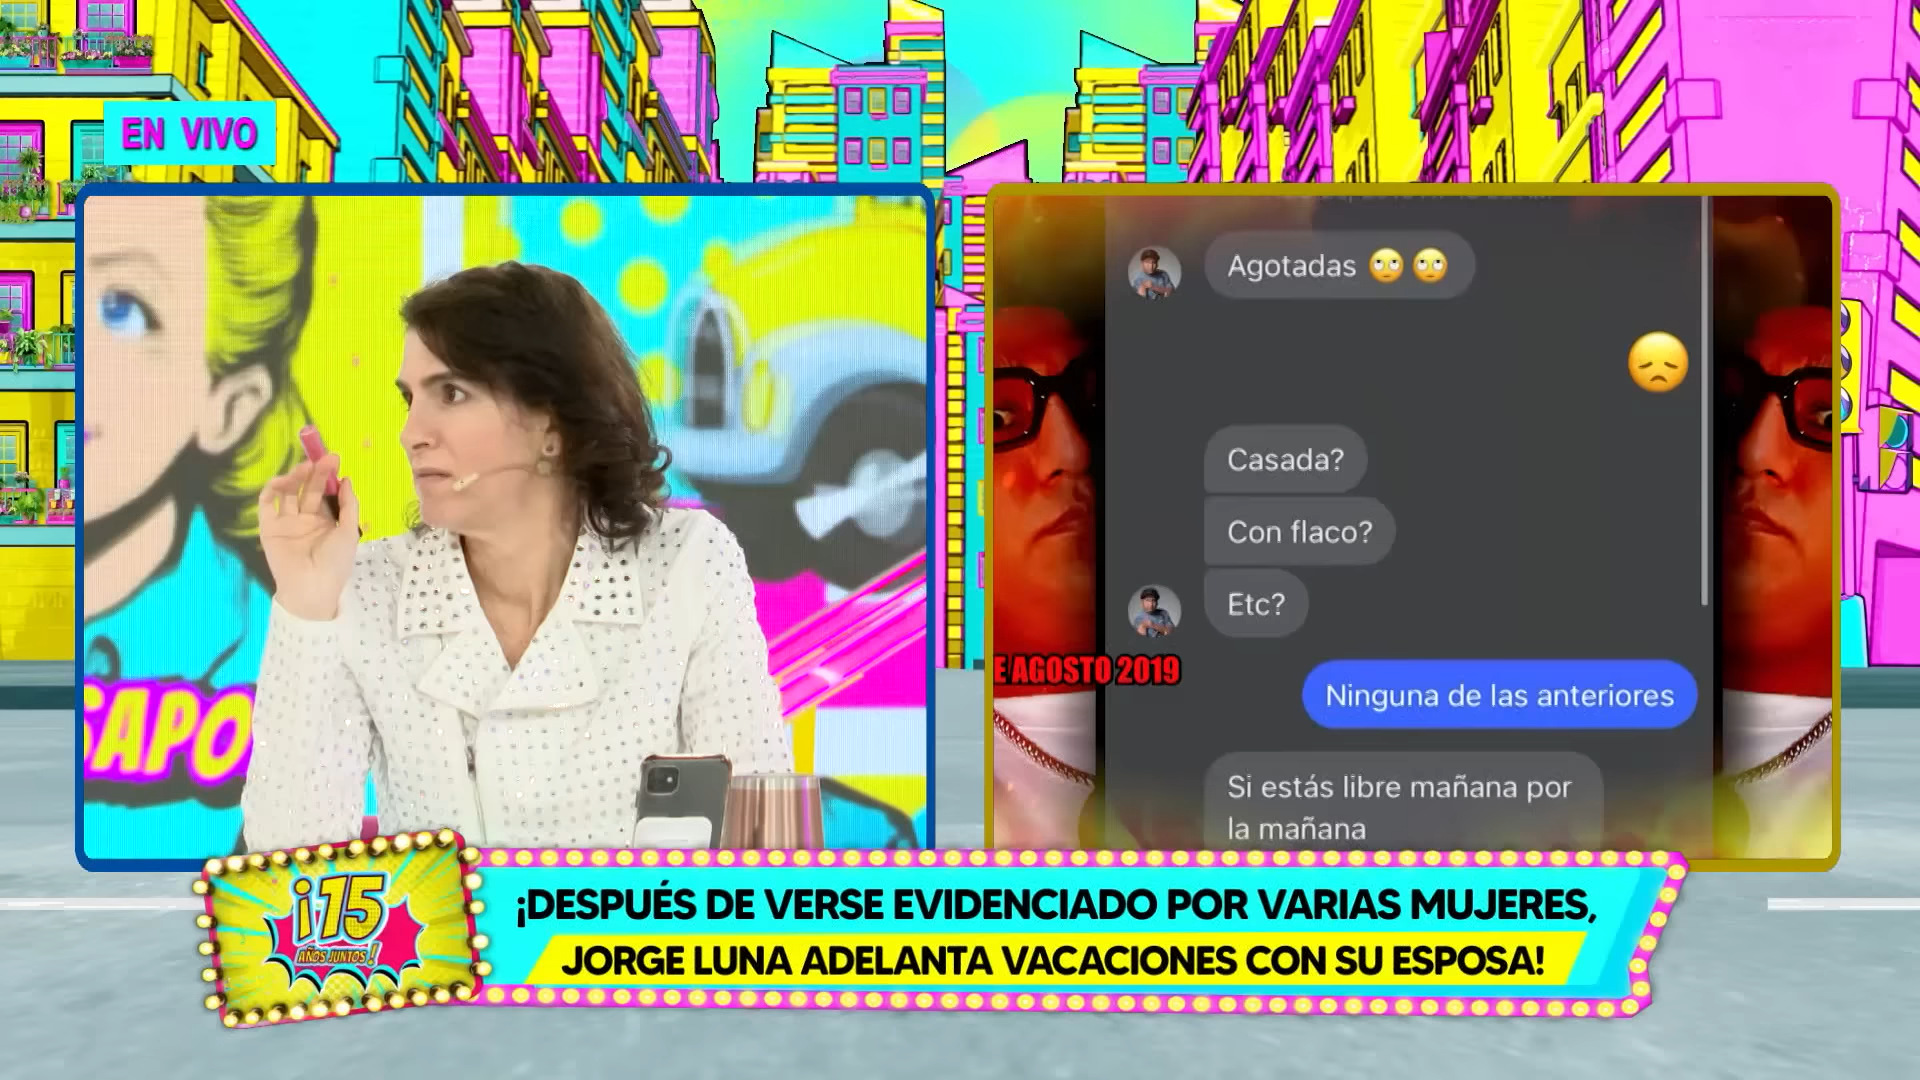 EN VIVO
SAPO
Agotadas 🙄 🙄
😞
Casada?
Con flaco?
Etc?
E AGOSTO 2019
Ninguna de las anteriores
Si estás libre mañana por
la mañana
¡15
AÑOS JUNTOS!
¡DESPUÉS DE VERSE EVIDENCIADO POR VARIAS MUJERES,
JORGE LUNA ADELANTA VACACIONES CON SU ESPOSA!